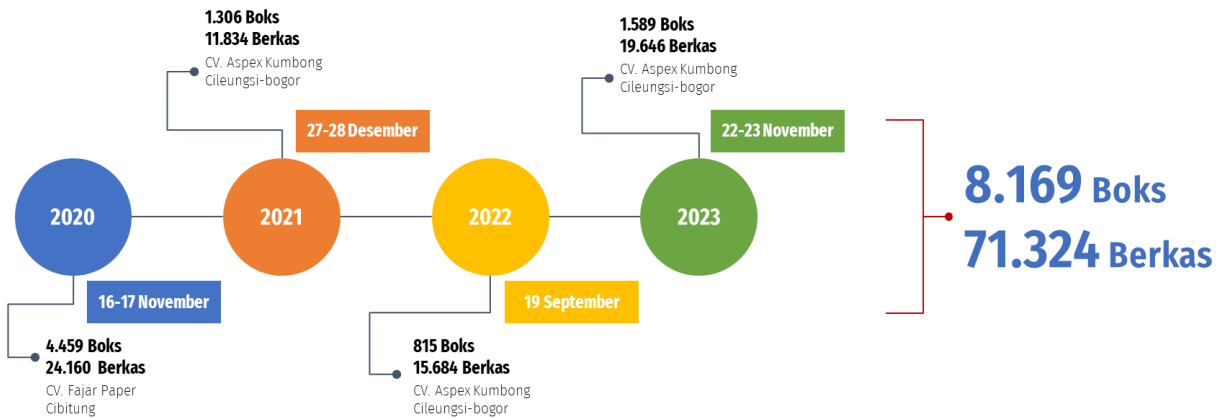 1.306 Boks
11.834 Berkas
CV. Aspex Kumbong
Cileungsi-bogor
27-28 Desember
1.589 Boks
19.646 Berkas
CV. Aspex Kumbong
Cileungsi-bogor
22-23 November
2020
2021
2022
2023
8.169 Boks
71.324 Berkas
16-17 November
4.459 Boks
24.160 Berkas
CV. Fajar Paper
Cibitung
19 September
815 Boks
15.684 Berkas
CV. Aspex Kumbong
Cileungsi-bogor